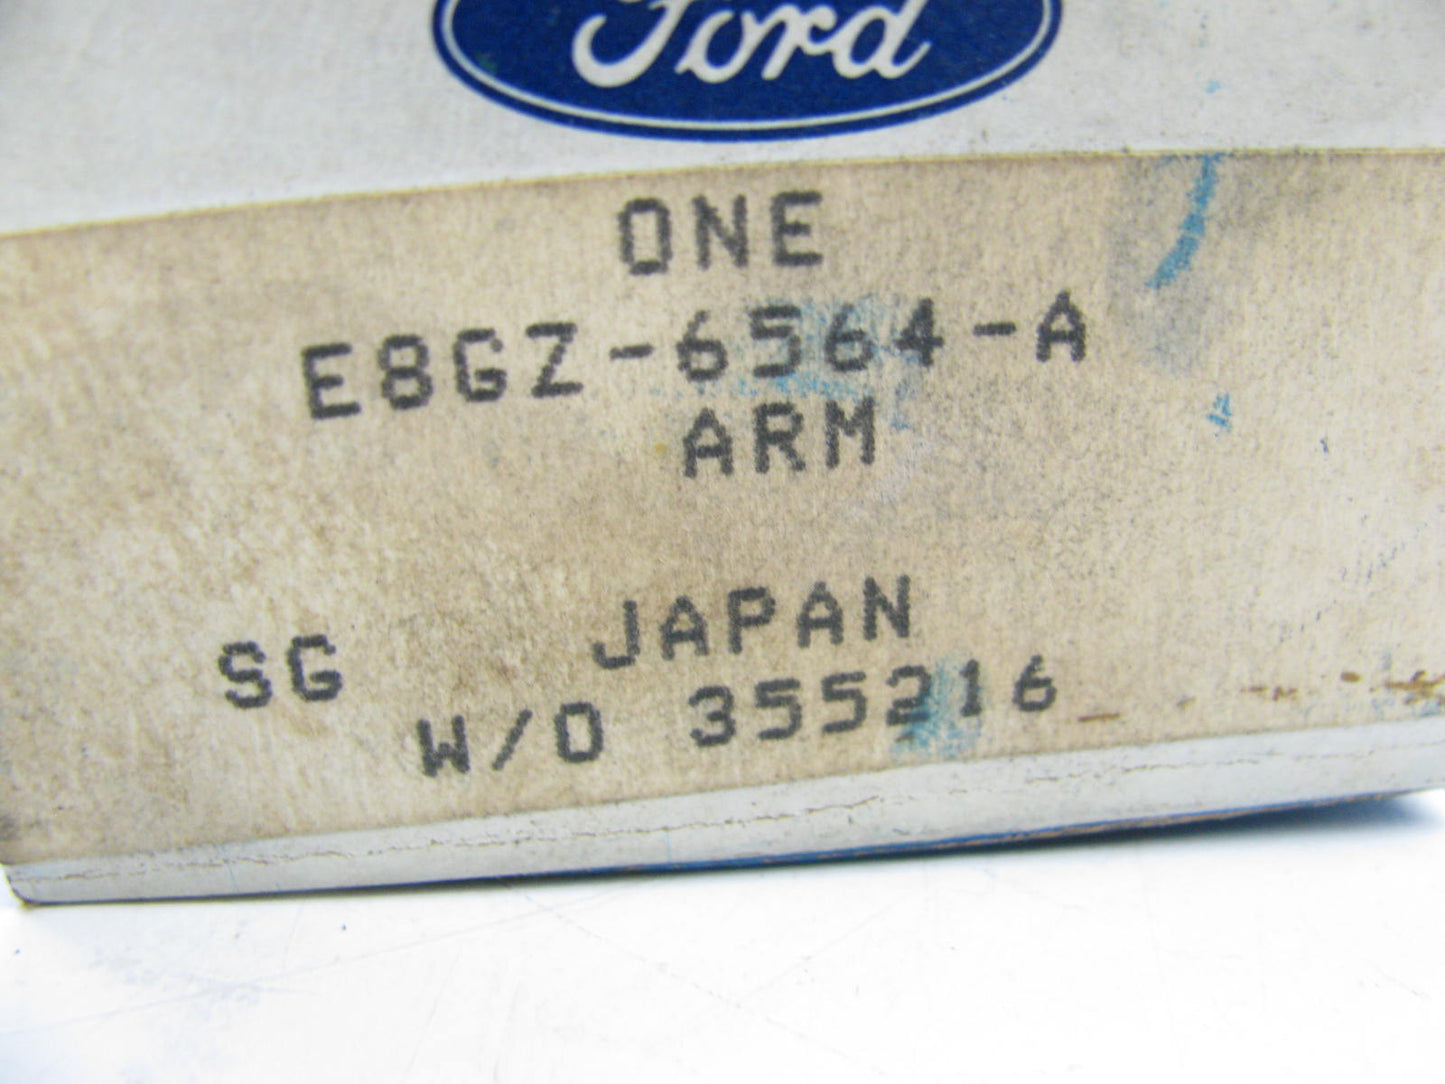 Ford
ONE
E8GZ-6564-A
ARM
JAPAN
SG
W/O 355216